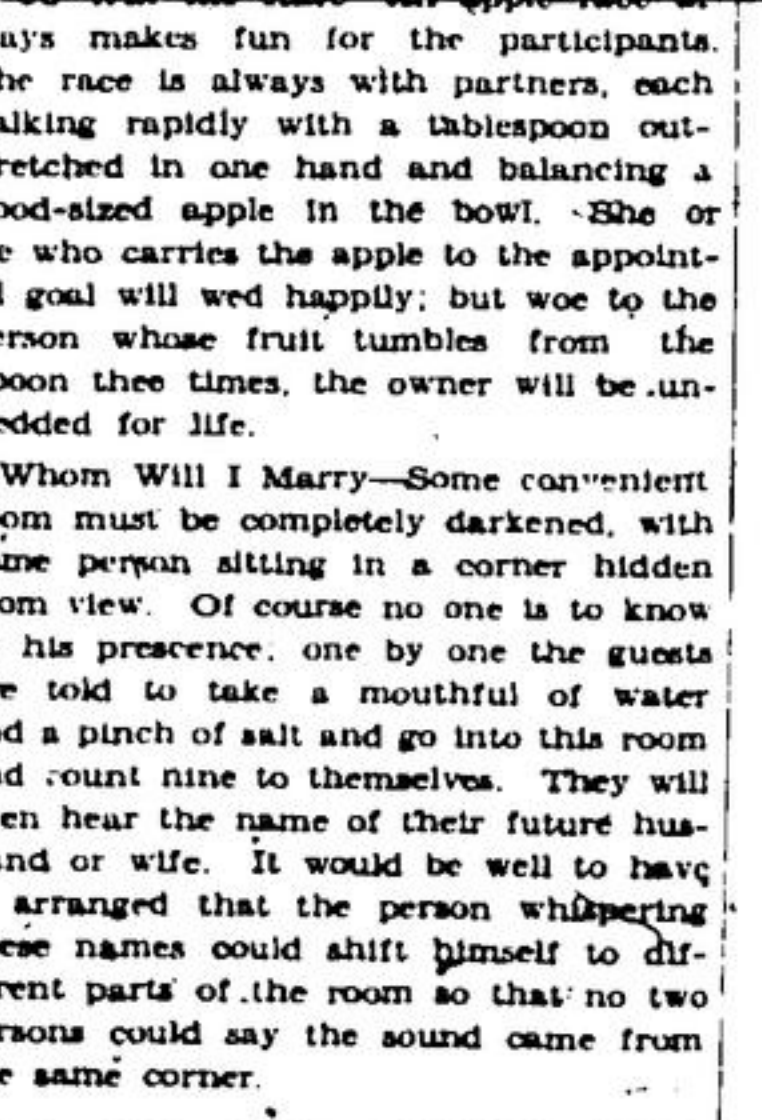 apple race
ays makes fun for the participants.
he race is always with partners, each
alking rapidly with a tablespoon out-
retched in one hand and balancing a
ood-sized apple in the bowl. She or
e who carries the apple to the appoint-
d goal will wed happily; but woe to the
erson whose fruit tumbles from the
poon thee times, the owner will be un-
edded for life.
Whom Will I Marry—Some convenient
om must be completely darkened, with
me person sitting in a corner hidden
om view. Of course no one is to know
his prescence; one by one the guests
e told to take a mouthful of water
nd a pinch of salt and go into this room
nd count nine to themselves. They will
en hear the name of their future hus-
and or wife. It would be well to have
arranged that the person whispering
ese names could shift himself to dif-
rent parts of the room so that no two
rsons could say the sound came from
e same corner.